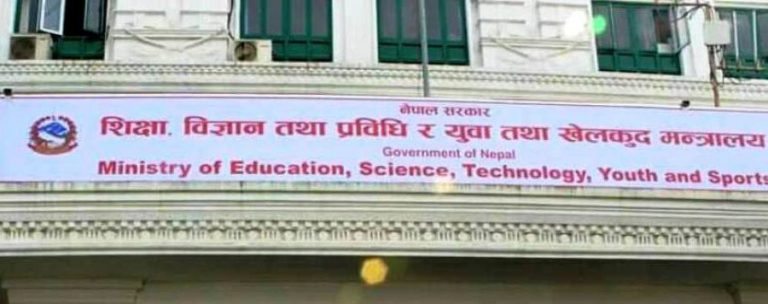 नेपाल सरकार
शिक्षा, विज्ञान तथा प्रविधि र युवा तथा खेलकुद मन्त्रालय
Government of Nepal
Ministry of Education, Science, Technology, Youth and Sports